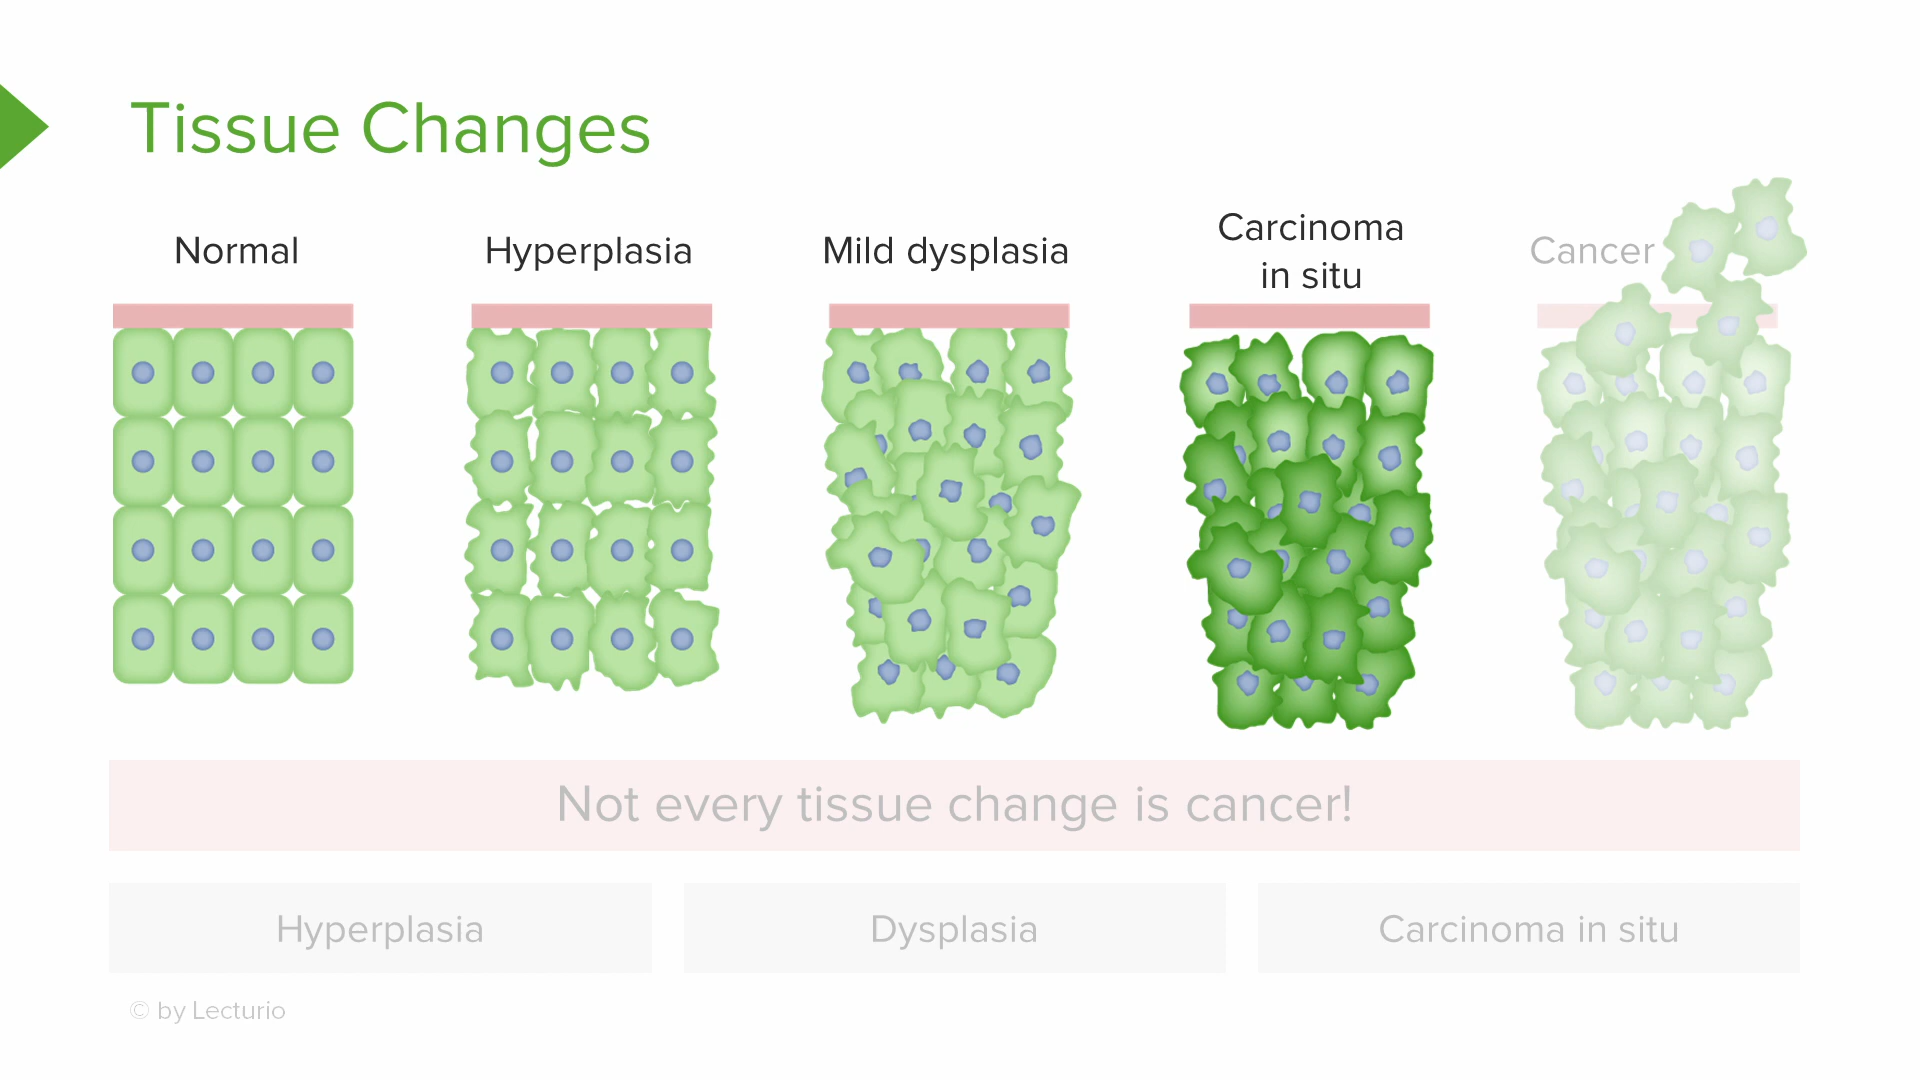 Tissue Changes
Normal
Hyperplasia
Mild dysplasia
Carcinoma
in situ
Cancer
Not every tissue change is cancer!
Hyperplasia
Dysplasia
Carcinoma in situ
© by Lecturio